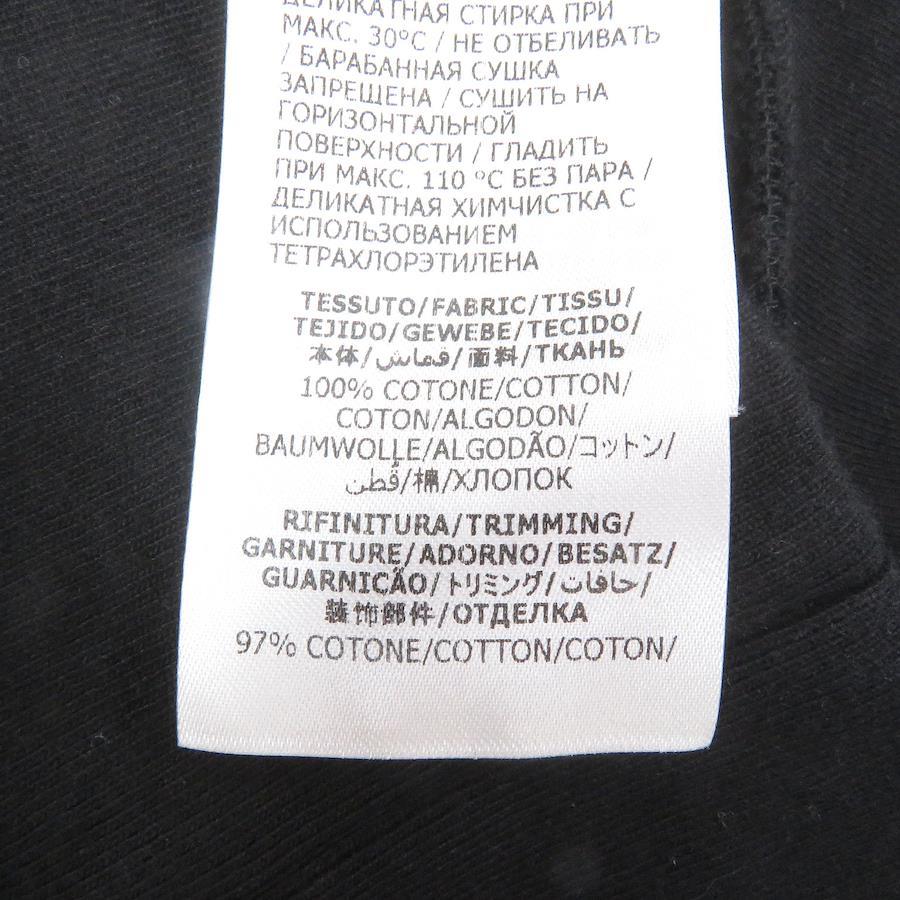 ДЕЛИКАТНАЯ СТИРКА ПРИ
МАКС. 30°C / НЕ ОТБЕЛИВАТЬ
/ БАРАБАННАЯ СУШКА
ЗАПРЕЩЕНА / СУШИТЬ НА
ГОРИЗОНТАЛЬНОЙ
ПОВЕРХНОСТИ / ГЛАДИТЬ
ПРИ МАКС. 110 °C БЕЗ ПАРА /
ДЕЛИКАТНАЯ ХИМЧИСТКА С
ИСПОЛЬЗОВАНИЕМ
ТЕТРАХЛОРЭТИЛЕНА
TESSUTO/FABRIC/TISSU/
TEJIDO/GEWEBE/TECIDO/
本体/قماش/面料/ТКАНЬ
100% COTONE/COTTON/
COTON/ALGODON/
BAUMWOLLE/ALGODÃO/コットン/
قُطن/棉/ХЛОПОК
RIFINITURA/TRIMMING/
GARNITURE/ADORNO/BESATZ/
GUARNICÃO/トリミング/حافات/
装饰部件/ОТДЕЛКА
97% COTONE/COTTON/COTON/